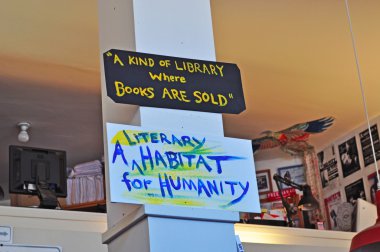 "A KIND OF LIBRARY
Where
BOOKS ARE SOLD"
LITERARY
A HABITAT
for HUMANITY